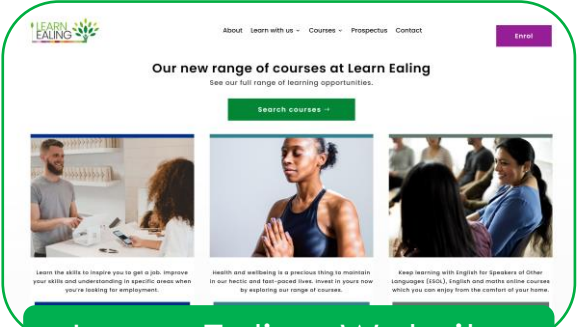 LEARN
EALING
About Learn with us Courses Prospectus Contact
Enrol
Our new range of courses at Learn Ealing
See our full range of learning opportunities.
Search courses →
Learn the skills to inspire you to get a job. Improve
your skills and understanding in specific areas when
you're looking for employment.
Health and wellbeing is a precious thing to maintain
in our hectic and fast-paced lives. Invest in yours now
by exploring our range of courses.
Keep learning with English for Speakers of Other
Languages (ESOL), English and maths online courses
which you can enjoy from the comfort of your home.